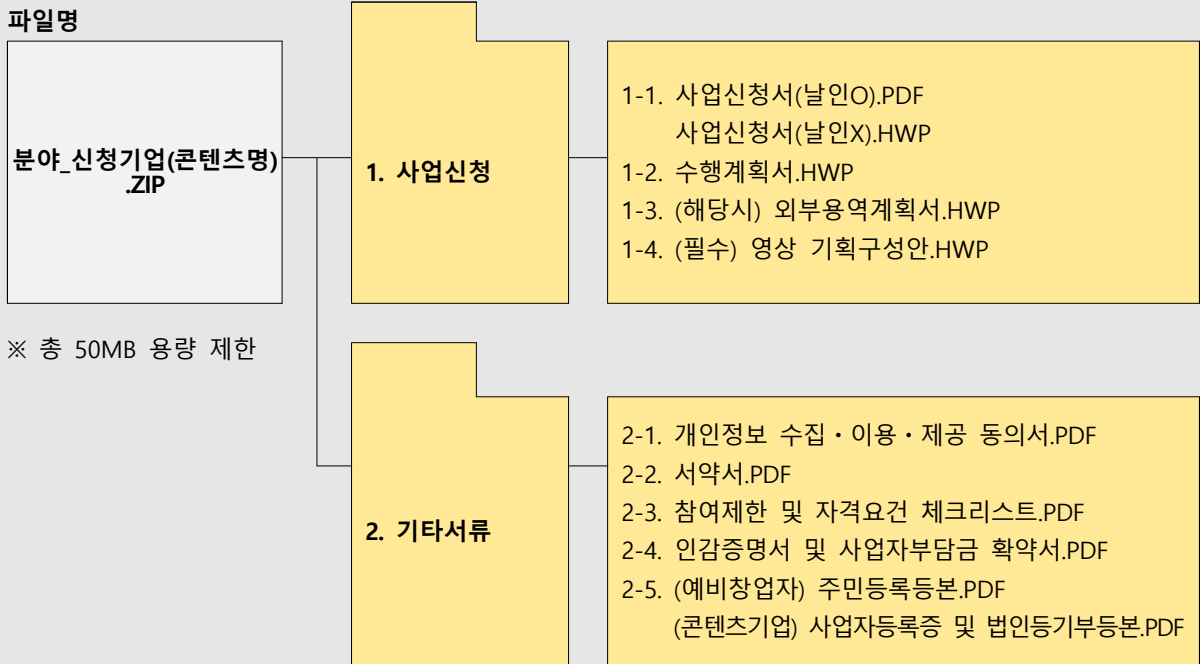 파일명
분야_신청기업(콘텐츠명)
.ZIP
※ 총 50MB 용량 제한
1. 사업신청
1-1. 사업신청서(날인O).PDF
사업신청서(날인X).HWP
1-2. 수행계획서.HWP
1-3. (해당시) 외부용역계획서.HWP
1-4. (필수) 영상 기획구성안.HWP
2. 기타서류
2-1. 개인정보 수집・이용・제공 동의서.PDF
2-2. 서약서.PDF
2-3. 참여제한 및 자격요건 체크리스트.PDF
2-4. 인감증명서 및 사업자부담금 확약서.PDF
2-5. (예비창업자) 주민등록등본.PDF
(콘텐츠기업) 사업자등록증 및 법인등기부등본.PDF